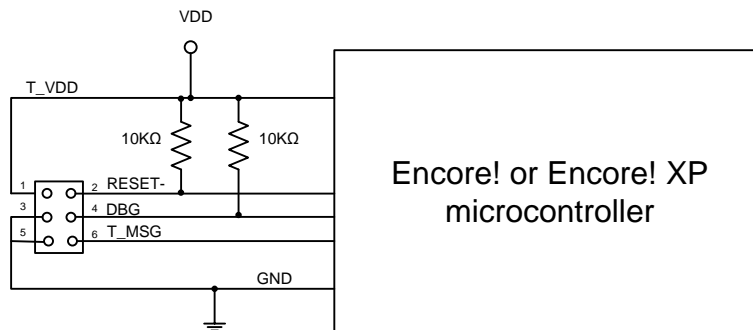 VDD
T_VDD
10KΩ
10KΩ
1
2
RESET-
3
4
DBG
5
6
T_MSG
GND
Encore! or Encore! XP
microcontroller